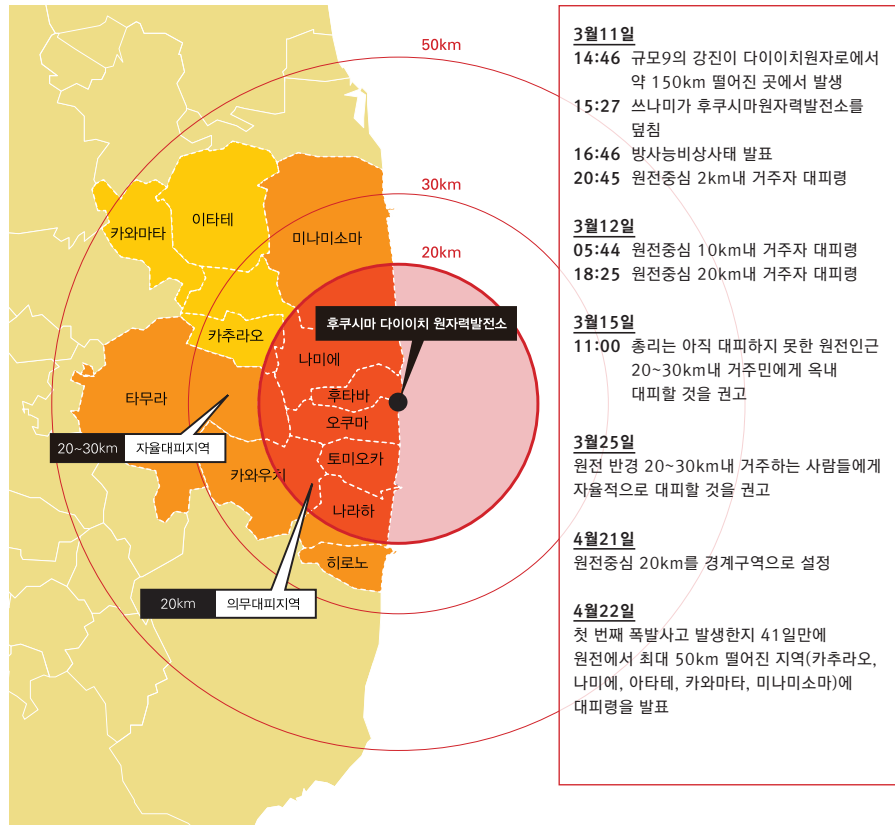 50km
30km
20km
카와마타
이타테
미나미소마
카추라오
후쿠시마 다이이치 원자력발전소
나미에
타무라
후타바
오쿠마
20~30km 자율대피지역
카와우치
토미오카
나라하
히로노
20km 의무대피지역
3월11일
14:46 규모9의 강진이 다이이치원자로에서
약 150km 떨어진 곳에서 발생
15:27 쓰나미가 후쿠시마원자력발전소를
덮침
16:46 방사능비상사태 발표
20:45 원전중심 2km내 거주자 대피령
3월12일
05:44 원전중심 10km내 거주자 대피령
18:25 원전중심 20km내 거주자 대피령
3월15일
11:00 총리는 아직 대피하지 못한 원전인근
20~30km내 거주민에게 옥내
대피할 것을 권고
3월25일
원전 반경 20~30km내 거주하는 사람들에게
자율적으로 대피할 것을 권고
4월21일
원전중심 20km를 경계구역으로 설정
4월22일
첫 번째 폭발사고 발생한지 41일만에
원전에서 최대 50km 떨어진 지역(카추라오,
나미에, 아타테, 카와마타, 미나미소마)에
대피령을 발표